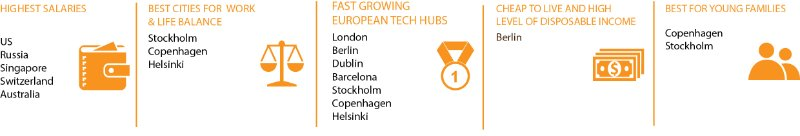 HIGHEST SALARIES
US
Russia
Singapore
Switzerland
Australia
BEST CITIES FOR WORK
& LIFE BALANCE
Stockholm
Copenhagen
Helsinki
FAST GROWING
EUROPEAN TECH HUBS
London
Berlin
Dublin
Barcelona
Stockholm
Copenhagen
Helsinki
1
CHEAP TO LIVE AND HIGH
LEVEL OF DISPOSABLE INCOME
Berlin
$
BEST FOR YOUNG FAMILIES
Copenhagen
Stockholm